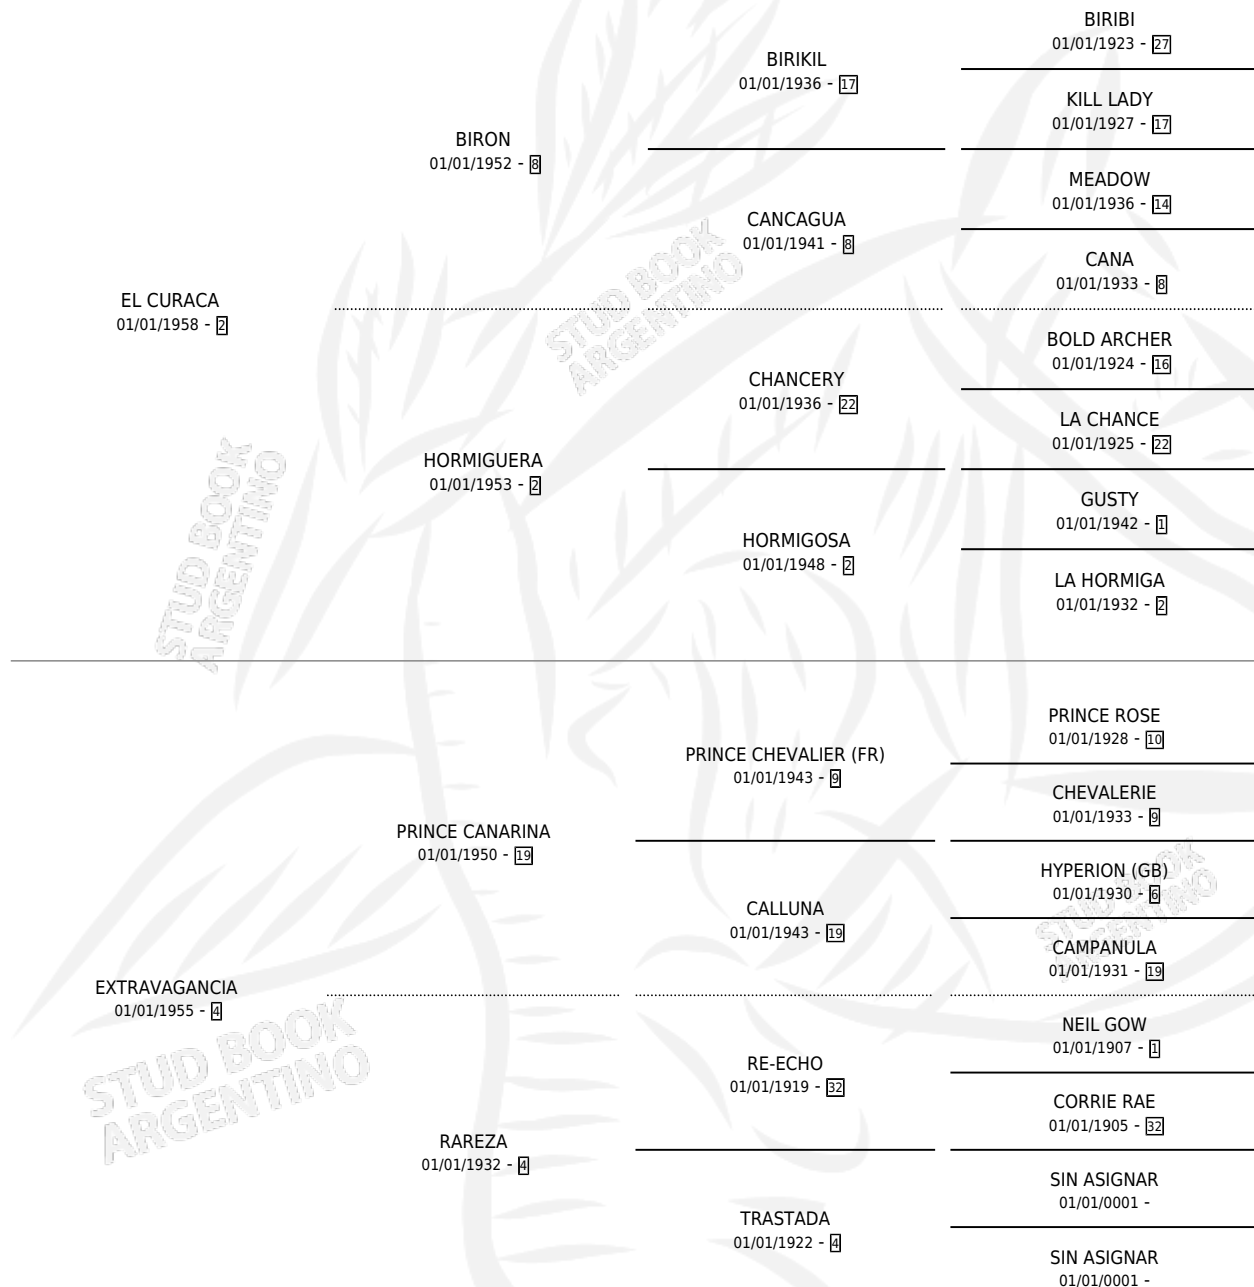 BIRIBI
01/01/1923 - 27
BIRIKIL
01/01/1936 - 17
KILL LADY
01/01/1927 - 17
BIRON
01/01/1952 - 8
MEADOW
01/01/1936 - 14
CANCAGUA
01/01/1941 - 8
CANA
01/01/1933 - 8
EL CURACA
01/01/1958 - 2
BOLD ARCHER
01/01/1924 - 16
CHANCERY
01/01/1936 - 22
LA CHANCE
01/01/1925 - 22
HORMIGUERA
01/01/1953 - 2
GUSTY
01/01/1942 - 1
HORMIGOSA
01/01/1948 - 2
LA HORMIGA
01/01/1932 - 2
PRINCE ROSE
01/01/1928 - 10
PRINCE CHEVALIER (FR)
01/01/1943 - 9
CHEVALERIE
01/01/1933 - 9
PRINCE CANARINA
01/01/1950 - 19
HYPERION (GB)
01/01/1930 - 6
CALLUNA
01/01/1943 - 19
CAMPANULA
01/01/1931 - 19
EXTRAVAGANCIA
01/01/1955 - 4
NEIL GOW
01/01/1907 - 1
RE-ECHO
01/01/1919 - 32
CORRIE RAE
01/01/1905 - 32
RAREZA
01/01/1932 - 4
SIN ASIGNAR
01/01/0001 -
TRASTADA
01/01/1922 - 4
SIN ASIGNAR
01/01/0001 -
STUD BOOK
ARGENTINO
STUD BOOK
ARGENTINO
STUD BOOK
ARGENTINO
STUD BOOK
ARGENTINO